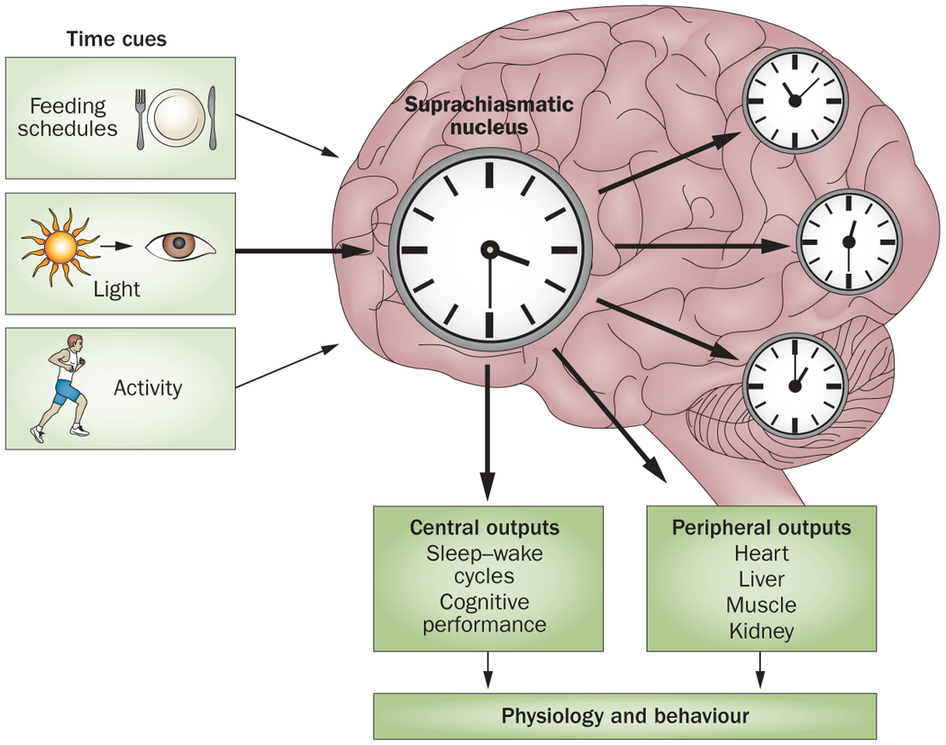 Time cues
Feeding
schedules
Light
Activity
Suprachiasmatic
nucleus
Central outputs
Sleep–wake
cycles
Cognitive
performance
Peripheral outputs
Heart
Liver
Muscle
Kidney
Physiology and behaviour